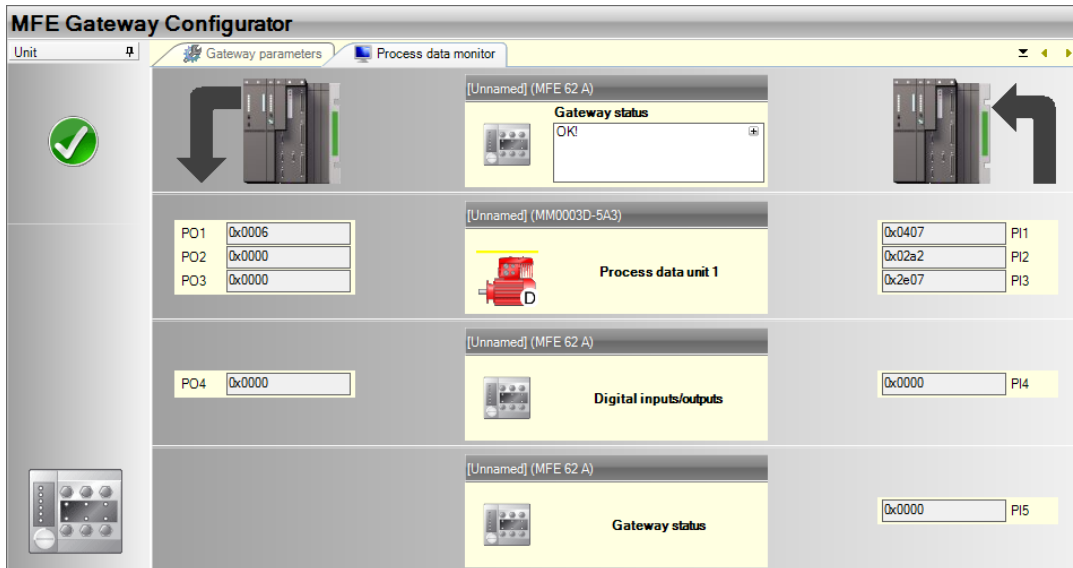 MFE Gateway Configurator
Unit
Gateway parameters
Process data monitor
[Unnamed] (MFE 62 A)
Gateway status
OK!
[Unnamed] (MM0003D-5A3)
PO1 0x0006
PO2 0x0000
PO3 0x0000
Process data unit 1
D
0x0407 PI1
0x02a2 PI2
0x2e07 PI3
[Unnamed] (MFE 62 A)
PO4 0x0000
Digital inputs/outputs
0x0000 PI4
[Unnamed] (MFE 62 A)
Gateway status
0x0000 PI5